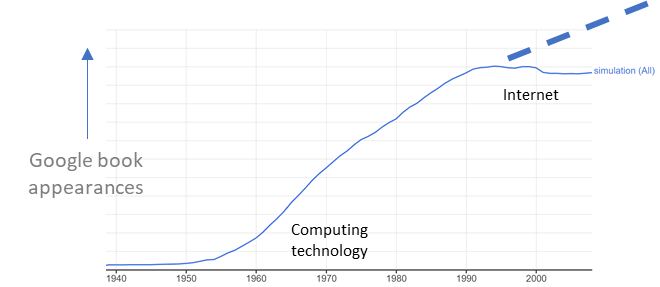 simulation (All)
Internet
Google book
appearances
Computing
technology
1940 1950 1960 1970 1980 1990 2000